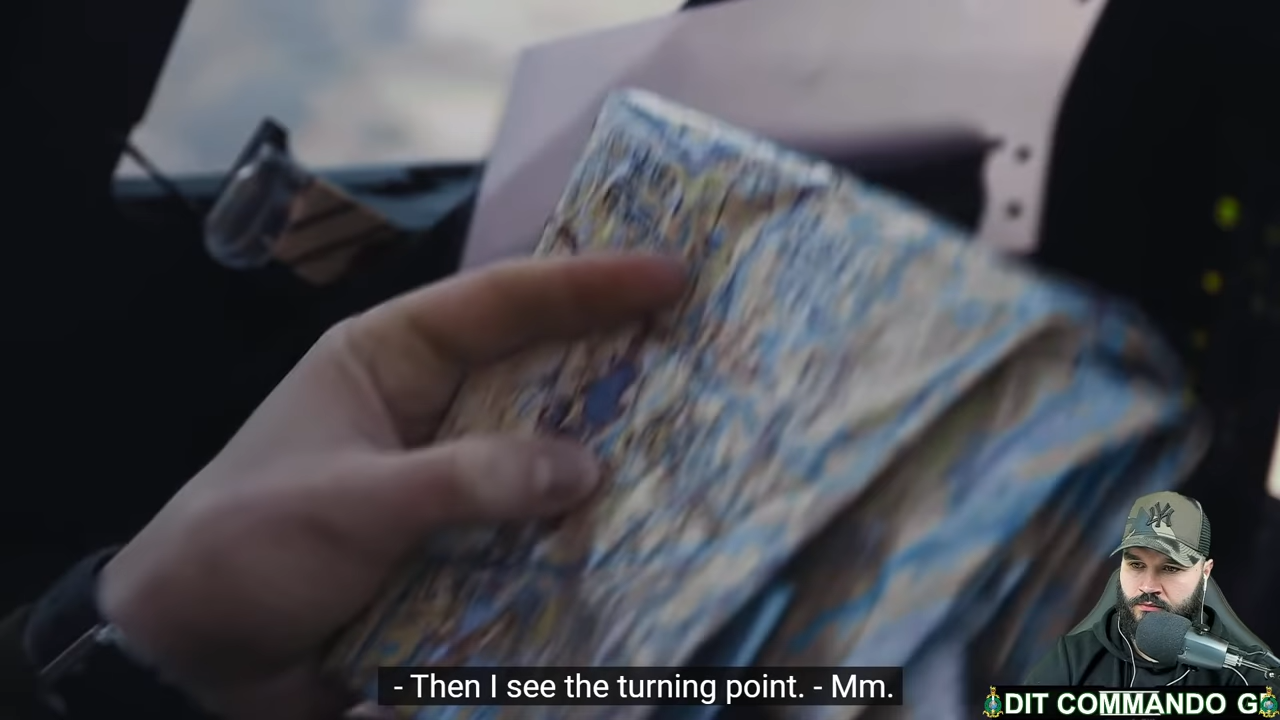 - Then I see the turning point. - Mm.
DIT COMMANDO G